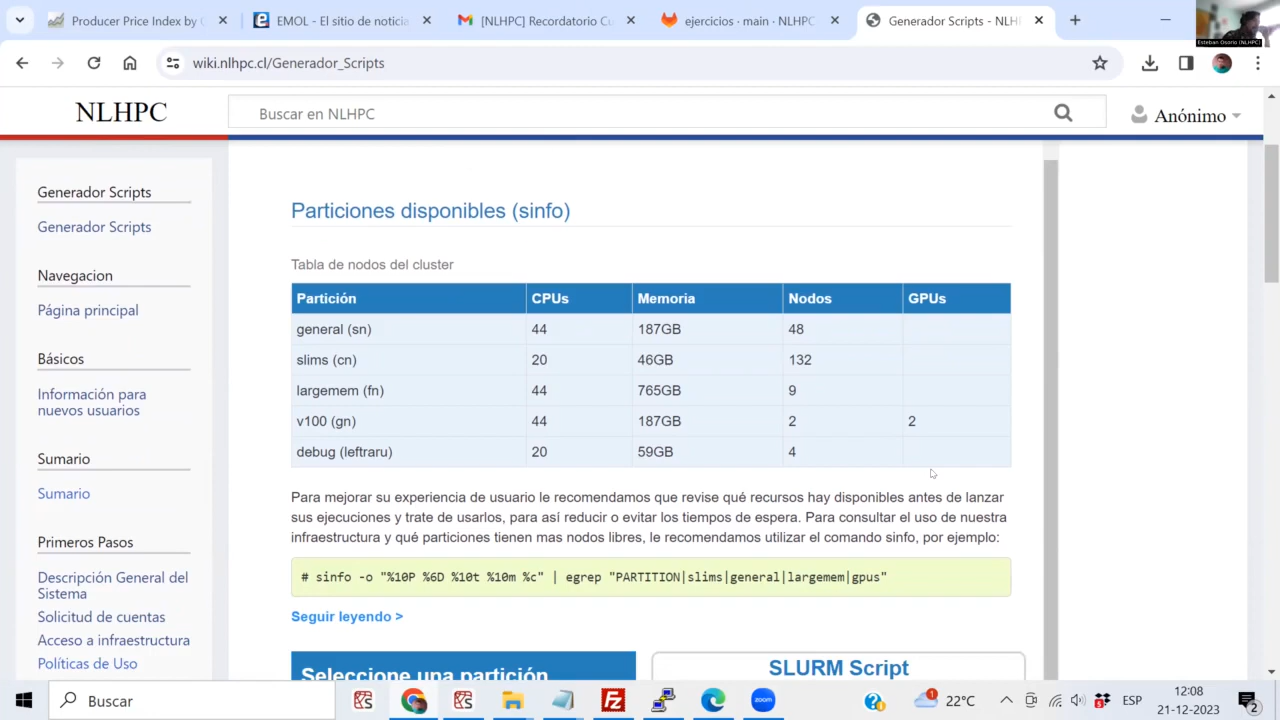 Producer Price Index by C
EMOL - El sitio de noticia
[NLHPC] Recordatorio Cu
ejercicios · main · NLHPC
Generador Scripts - NLH
Esteban Osorio (NLHPC)
wiki.nlhpc.cl/Generador_Scripts
NLHPC
Buscar en NLHPC
Anónimo
Generador Scripts
Generador Scripts
Navegacion
Página principal
Básicos
Información para
nuevos usuarios
Sumario
Sumario
Primeros Pasos
Descripción General del
Sistema
Solicitud de cuentas
Acceso a infraestructura
Políticas de Uso
Particiones disponibles (sinfo)
Tabla de nodos del cluster
Partición CPUs Memoria Nodos GPUs
general (sn) 44 187GB 48
slims (cn) 20 46GB 132
largemem (fn) 44 765GB 9
v100 (gn) 44 187GB 2 2
debug (leftraru) 20 59GB 4
Para mejorar su experiencia de usuario le recomendamos que revise qué recursos hay disponibles antes de lanzar
sus ejecuciones y trate de usarlos, para así reducir o evitar los tiempos de espera. Para consultar el uso de nuestra
infraestructura y qué particiones tienen mas nodos libres, le recomendamos utilizar el comando sinfo, por ejemplo:
# sinfo -o "%10P %6D %10t %10m %c" | egrep "PARTITION|slims|general|largemem|gpus"
Seguir leyendo >
Seleccione una partición
SLURM Script
Buscar
zoom
1
22°C
ESP
12:08
21-12-2023
2